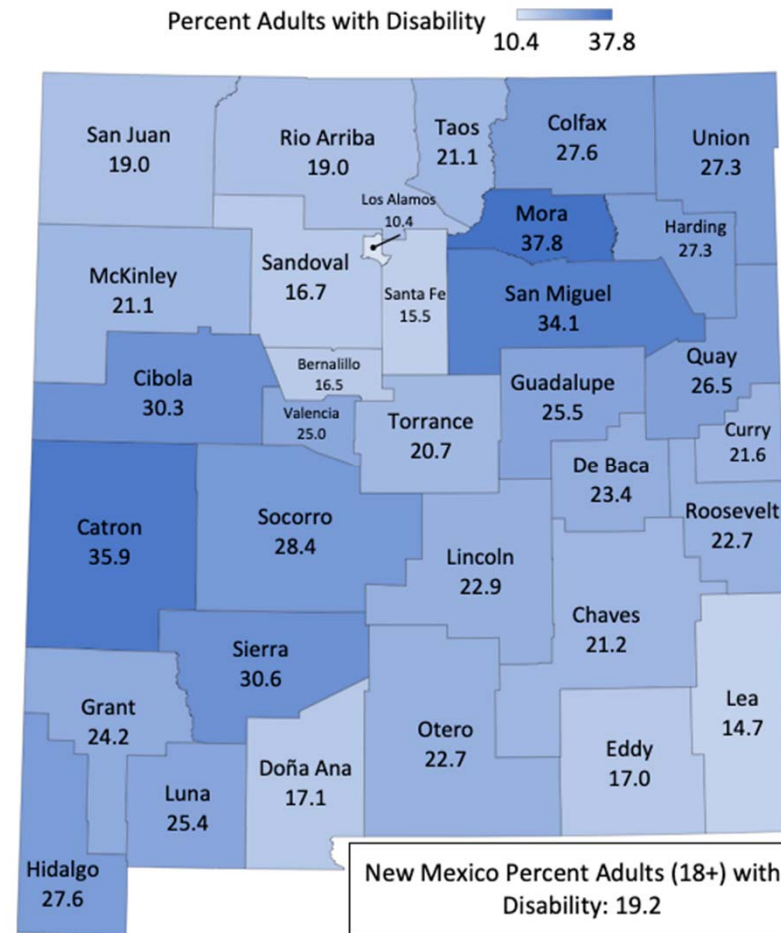 Percent Adults with Disability
10.4 37.8
San Juan
19.0
Rio Arriba
19.0
Taos
21.1
Colfax
27.6
Union
27.3
Los Alamos
10.4
Mora
37.8
Harding
27.3
McKinley
21.1
Sandoval
16.7
Santa Fe
15.5
San Miguel
34.1
Cibola
30.3
Bernalillo
16.5
Valencia
25.0
Torrance
20.7
Guadalupe
25.5
Quay
26.5
Curry
21.6
De Baca
23.4
Roosevelt
22.7
Catron
35.9
Socorro
28.4
Lincoln
22.9
Chaves
21.2
Sierra
30.6
Grant
24.2
Lea
14.7
Otero
22.7
Eddy
17.0
Doña Ana
17.1
Luna
25.4
Hidalgo
27.6
New Mexico Percent Adults (18+) with
Disability: 19.2